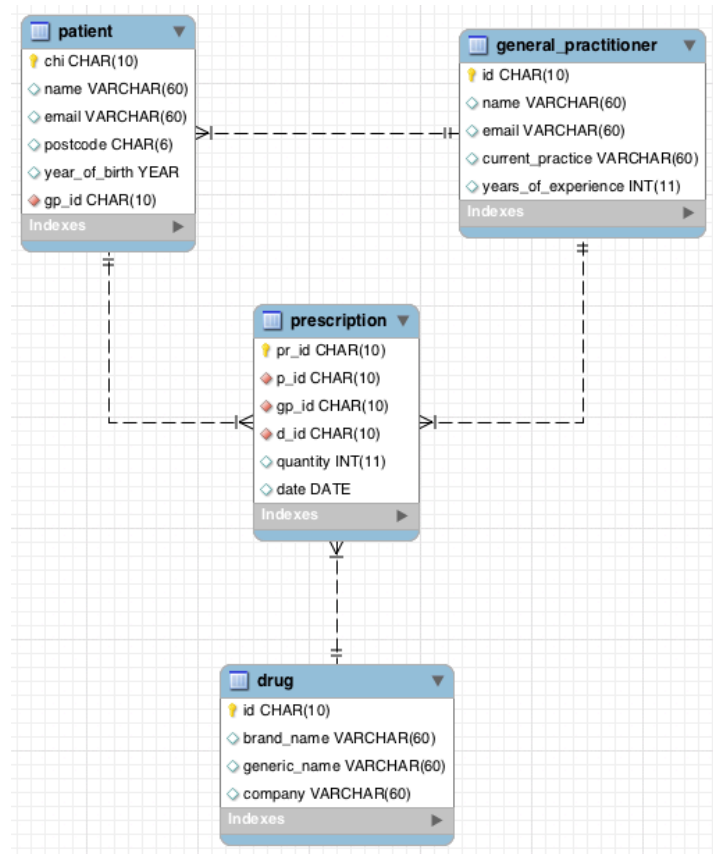 patient
chi CHAR(10)
name VARCHAR(60)
email VARCHAR(60)
postcode CHAR(6)
year_of_birth YEAR
gp_id CHAR(10)
Indexes
general_practitioner
id CHAR(10)
name VARCHAR(60)
email VARCHAR(60)
current_practice VARCHAR(60)
years_of_experience INT(11)
Indexes
prescription
pr_id CHAR(10)
p_id CHAR(10)
gp_id CHAR(10)
d_id CHAR(10)
quantity INT(11)
date DATE
Indexes
drug
id CHAR(10)
brand_name VARCHAR(60)
generic_name VARCHAR(60)
company VARCHAR(60)
Indexes